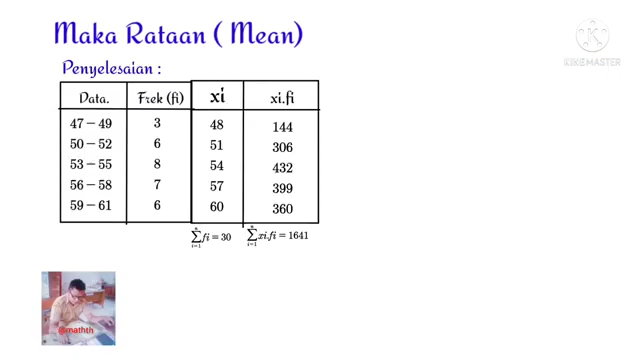 Maka Rataan ( Mean)
KINEMASTER
Penyelesaian :
Data. Frek (fi) xi xi.fi
47 – 49 3 48 144
50 – 52 6 51 306
53 – 55 8 54 432
56 – 58 7 57 399
59 – 61 6 60 360
n∑i=1 fi = 30 n∑i=1 xi.fi = 1641
@mathth